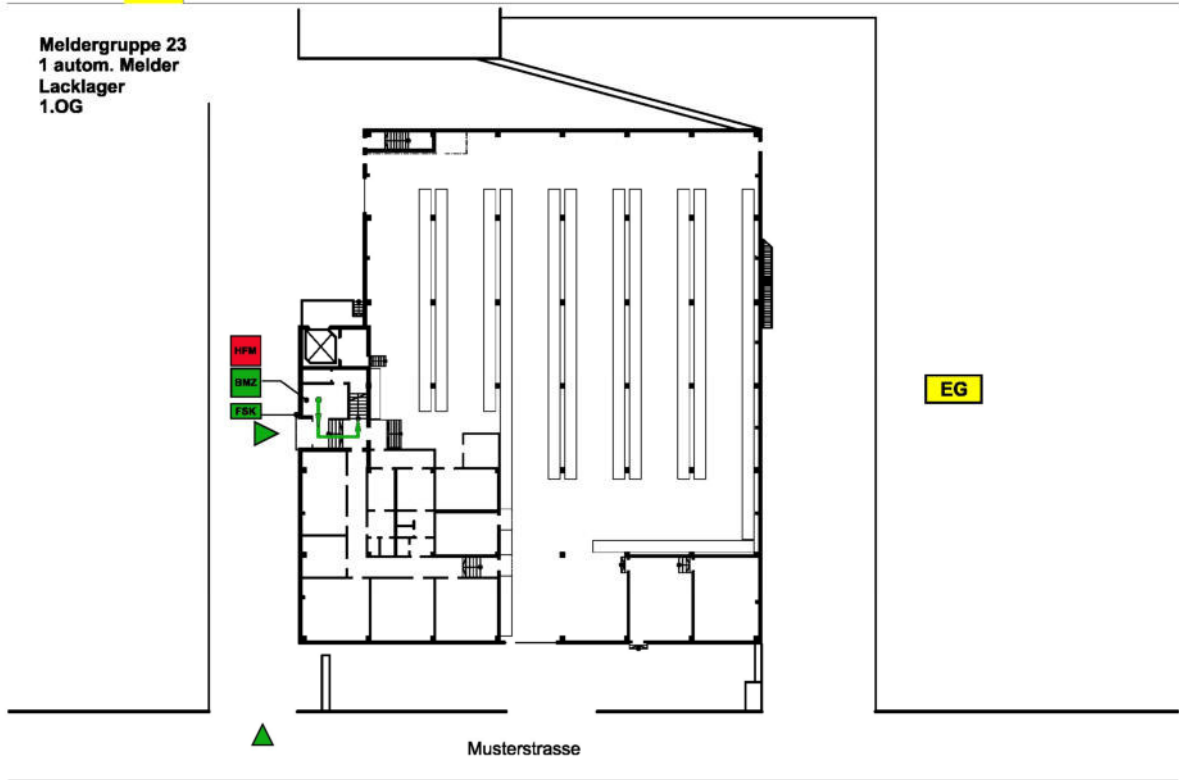 Meldergruppe 23
1 autom. Melder
Lacklager
1.OG
HFM
BMZ
FSK
EG
Musterstrasse